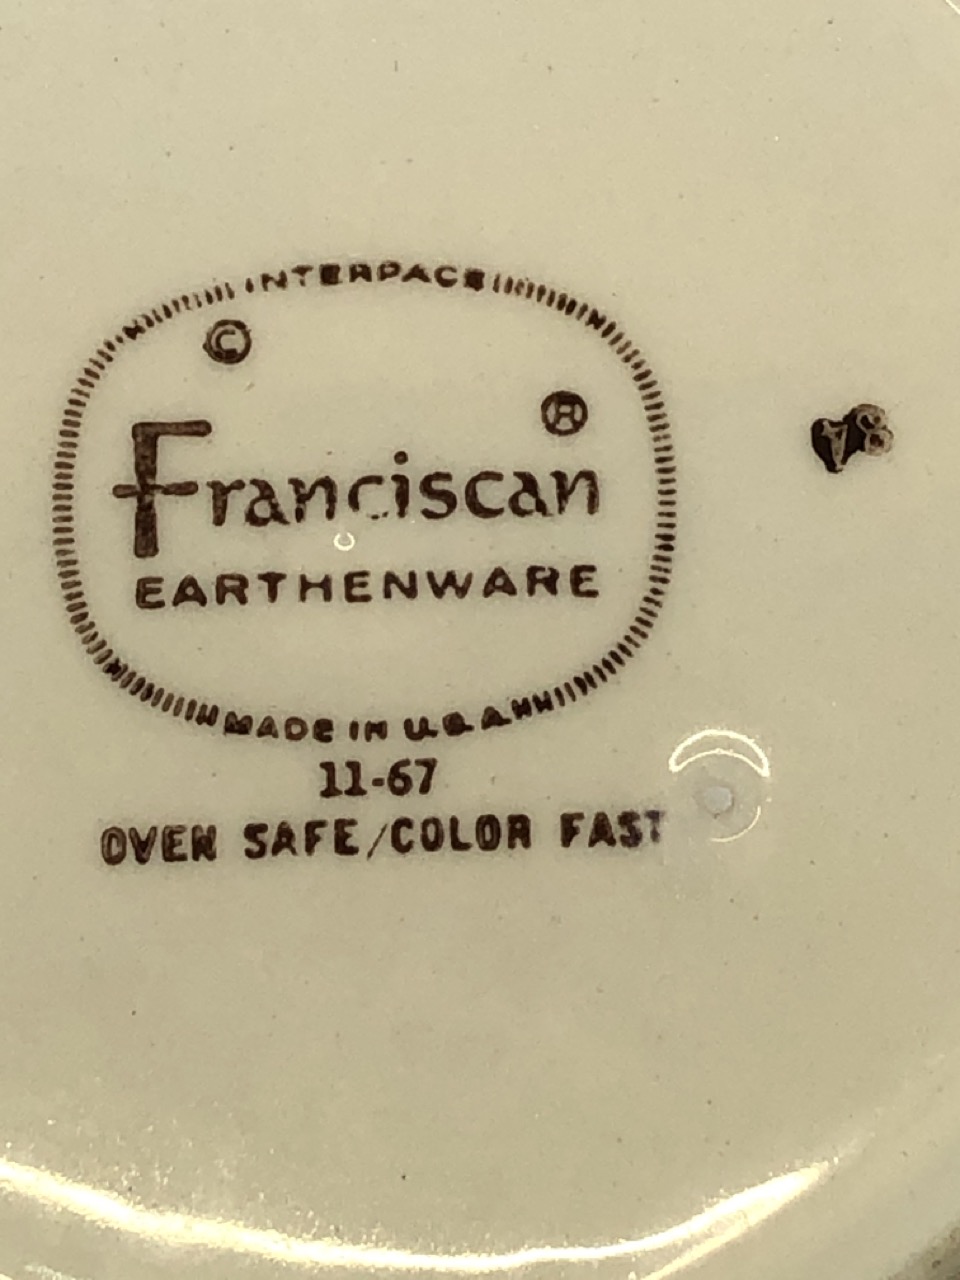 INTERPACE
©
®
Franciscan
EARTHENWARE
MADE IN U.S.A.
11-67
OVEN SAFE/COLOR FAST